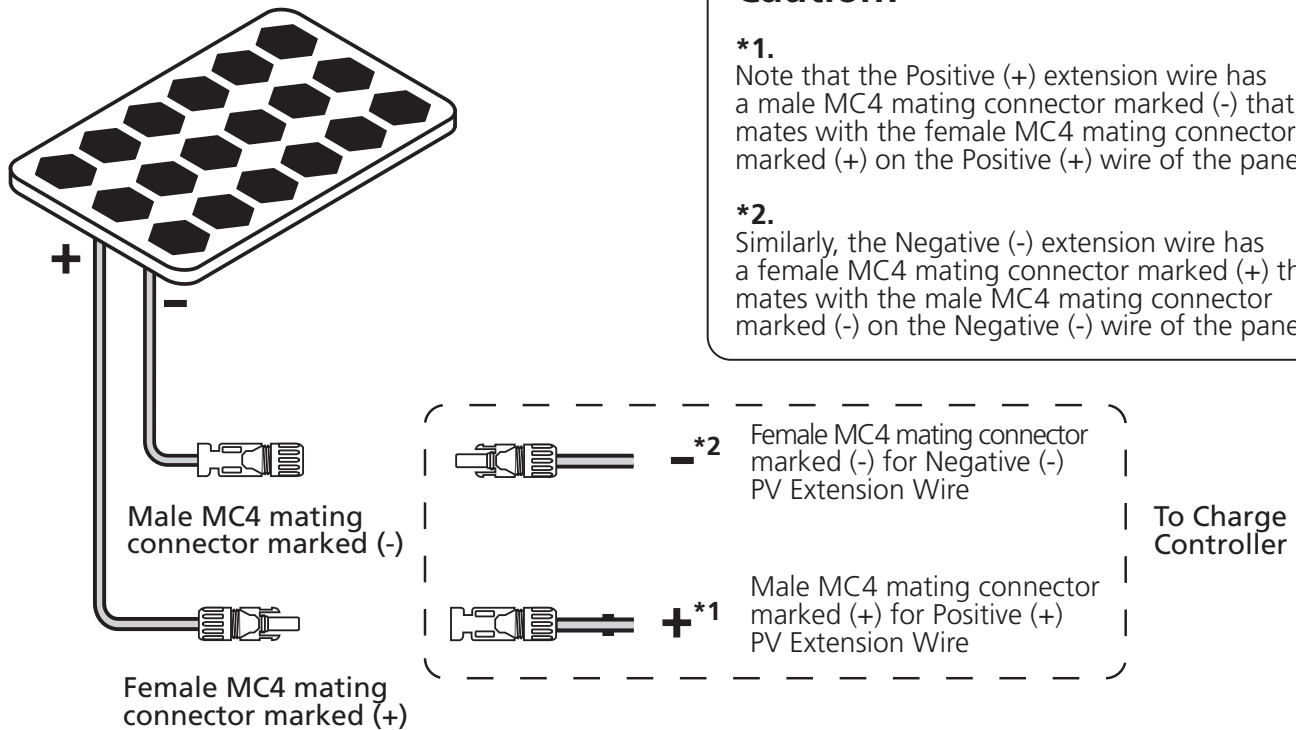 *1.
Note that the Positive (+) extension wire has
a male MC4 mating connector marked (-) that
mates with the female MC4 mating connector
marked (+) on the Positive (+) wire of the
*2.
Similarly, the Negative (-) extension wire has
a female MC4 mating connector marked (+)
mates with the male MC4 mating connector
marked (-) on the Negative (-) wire of the
+
-
-*2
Female MC4 mating connector
marked (-) for Negative (-)
PV Extension Wire
Male MC4 mating
connector marked (-)
To Charge
Controller
+*1
Male MC4 mating connector
marked (+) for Positive (+)
PV Extension Wire
Female MC4 mating
connector marked (+)